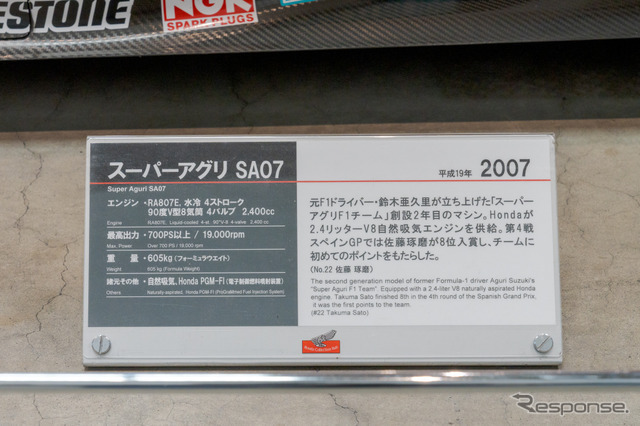 ESTONE
NGK
SPARK PLUGS
スーパーアグリ SA07
Super Aguri SA07
エンジン ・RA807E、水冷 4ストローク
90度V型8気筒 4バルブ 2,400cc
Engine RA807E, Liquid-cooled 4-st. 90°V-8 4-valve 2,400 cc
最高出力 ・700PS以上 / 19,000rpm
Max. Power Over 700 PS / 19,000 rpm
重 量 ・605kg(フォーミュラウエイト)
Weight 605 kg (Formula Weight)
諸元その他 ・自然吸気、Honda PGM-FI(電子制御燃料噴射装置)
Others Naturally-aspirated, Honda PGM-FI (ProGraMmed Fuel Injection System)
平成19年 2007
元F1ドライバー・鈴木亜久里が立ち上げた「スーパー
アグリF1チーム」創設2年目のマシン。Hondaが
2.4リッターV8自然吸気エンジンを供給。第4戦
スペインGPでは佐藤琢磨が8位入賞し、チームに
初めてのポイントをもたらした。
(No.22 佐藤 琢磨)
The second generation model of former Formula-1 driver Aguri Suzuki's
"Super Aguri F1 Team". Equipped with a 2.4-liter V8 naturally aspirated Honda
engine. Takuma Sato finished 8th in the 4th round of the Spanish Grand Prix,
it was the first points to the team.
(#22 Takuma Sato)
Honda Collection Hall
Response.